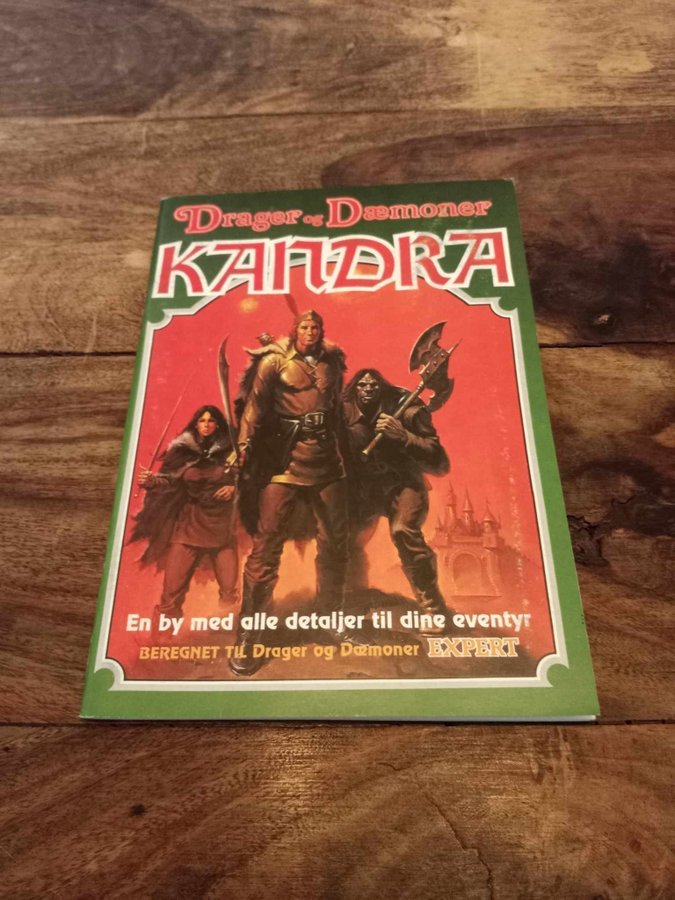 Drager og Dæmoner
KANDRA
En by med alle detaljer til dine eventyr
BEREGNET TIL Drager og Dæmoner EXPERT